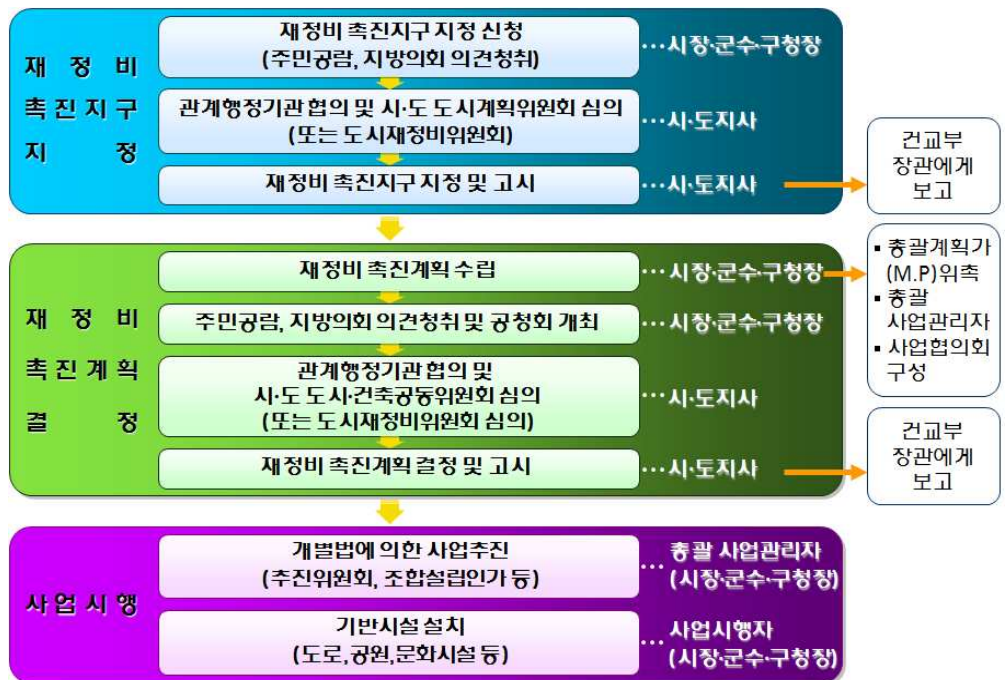 재 정 비
촉 진 지 구
지 정
재정비 촉진지구 지정 신청
(주민공람, 지방의회 의견청취)
…시장·군수·구청장
관계행정기관 협의 및 시·도 도시계획위원회 심의
(또는 도시재정비위원회)
…시·도지사
재정비 촉진지구 지정 및 고시
…시·도지사
건교부
장관에게
보고
재 정 비
촉 진 계 획
결 정
재정비 촉진계획 수립
…시장·군수·구청장
▪ 총괄계획가
(M.P)위촉
▪ 총괄
사업관리자
▪ 사업협의회
구성
주민공람, 지방의회 의견청취 및 공청회 개최
…시장·군수·구청장
관계행정기관 협의 및
시·도 도시·건축공동위원회 심의
(또는 도시재정비위원회 심의)
…시·도지사
재정비 촉진계획 결정 및 고시
…시·도지사
건교부
장관에게
보고
사 업 시 행
개별법에 의한 사업추진
(추진위원회, 조합설립인가 등)
… 총괄 사업관리자
(시장·군수·구청장)
기반시설 설치
(도로,공원,문화시설 등)
… 사업시행자
(시장·군수·구청장)